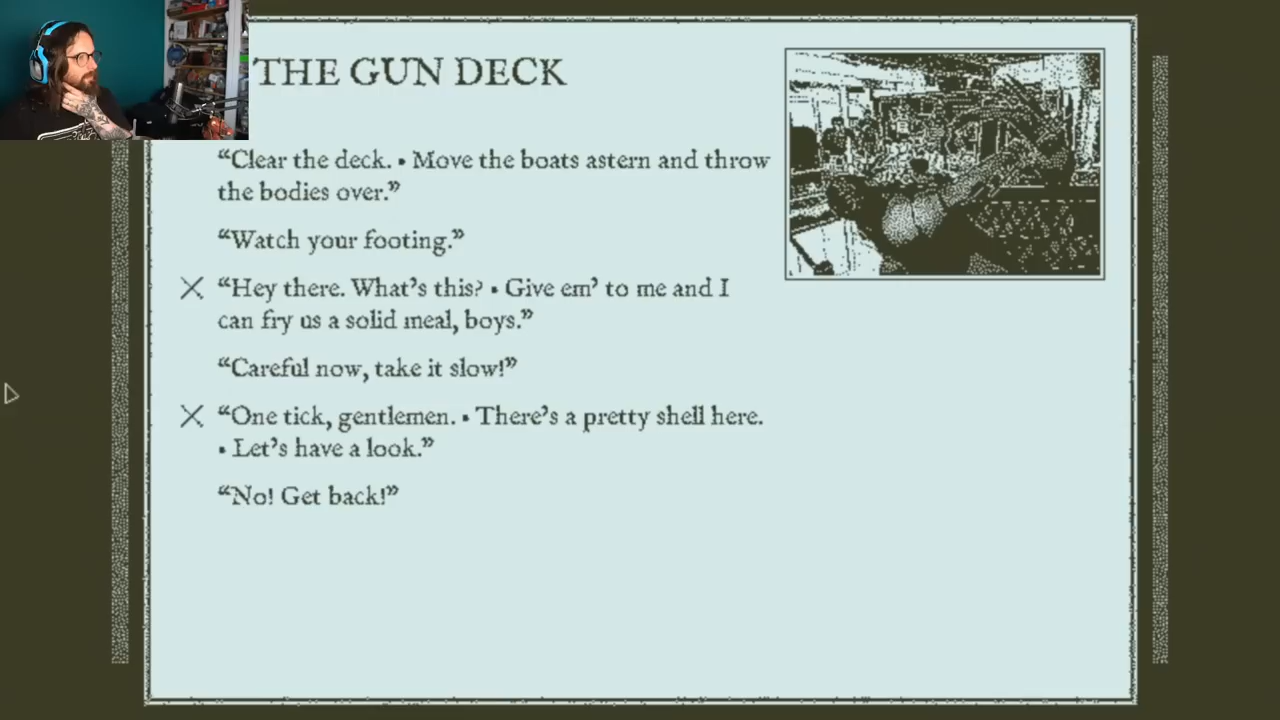 THE GUN DECK
“Clear the deck. • Move the boats astern and throw
the bodies over.”
“Watch your footing.”
“Hey there. What’s this? • Give em’ to me and I
can fry us a solid meal, boys.”
“Careful now, take it slow!”
“One tick, gentlemen. • There’s a pretty shell here.
• Let’s have a look.”
“No! Get back!”